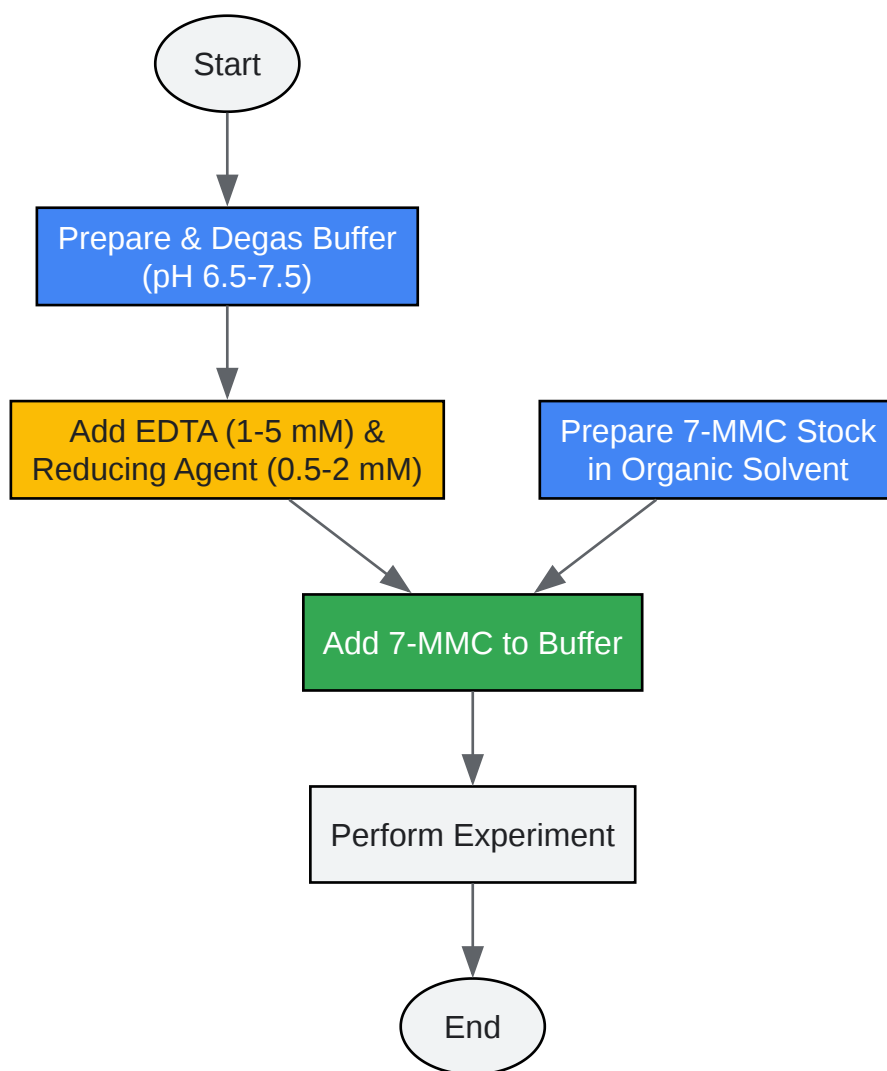 Start
Prepare & Degas Buffer
(pH 6.5-7.5)
Add EDTA (1-5 mM) &
Reducing Agent (0.5-2 mM)
Prepare 7-MMC Stock
in Organic Solvent
Add 7-MMC to Buffer
Perform Experiment
End